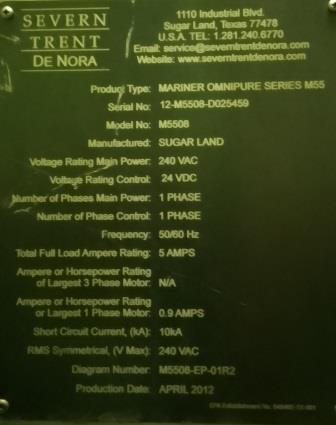 SEVERN
TRENT
DE NORA
1110 Industrial Blvd.
Sugar Land, Texas 77478
U.S.A. TEL: 1.281.240.6770
Email: service@severntrentdenora.com
Website: www.severntrentdenora.com
Product Type: MARINER OMNIPURE SERIES M55
Serial No: 12-M5508-D025459
Model No: M5508
Manufactured: SUGAR LAND
Voltage Rating Main Power: 240 VAC
Voltage Rating Control: 24 VDC
Number of Phases Main Power: 1 PHASE
Number of Phase Control: 1 PHASE
Frequency: 50/60 Hz
Total Full Load Ampere Rating: 5 AMPS
Ampere or Horsepower Rating
of Largest 3 Phase Motor: N/A
Ampere or Horsepower Rating
or Largest 1 Phase Motor: 0.9 AMPS
Short Circuit Current, (kA): 10kA
RMS Symmetrical, (V Max): 240 VAC
Diagram Number: M5508-EP-01R2
Production Date: APRIL 2012
EPA Establishment No.